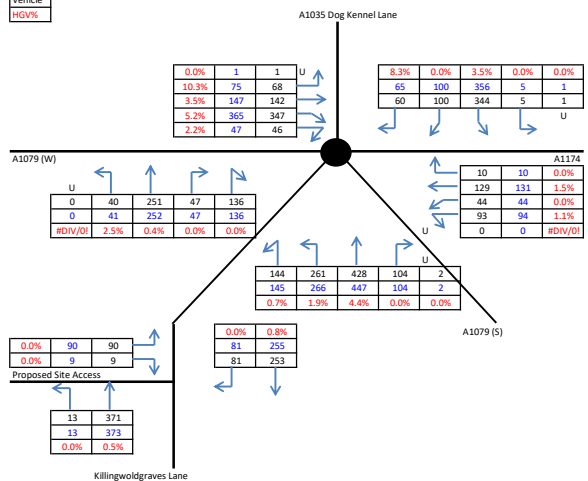 Vehicle
HGV%
A1035 Dog Kennel Lane
0.0% 1 1 U
10.3% 75 68
3.5% 147 142
5.2% 365 347
2.2% 47 46
8.3% 0.0% 3.5% 0.0% 0.0%
65 100 356 5 1
60 100 344 5 1
U
A1079 (W)
A1174
U
0 40 251 47 136
0 41 252 47 136
#DIV/0! 2.5% 0.4% 0.0% 0.0%
10 10 0.0%
129 131 1.5%
44 44 0.0%
93 94 1.1%
U 0 0 #DIV/0!
U
144 261 428 104 2
145 266 447 104 2
0.7% 1.9% 4.4% 0.0% 0.0%
A1079 (S)
0.0% 90 90
0.0% 9 9
0.0% 0.8%
81 255
81 253
Proposed Site Access
13 371
13 373
0.0% 0.5%
Killingwoldgraves Lane